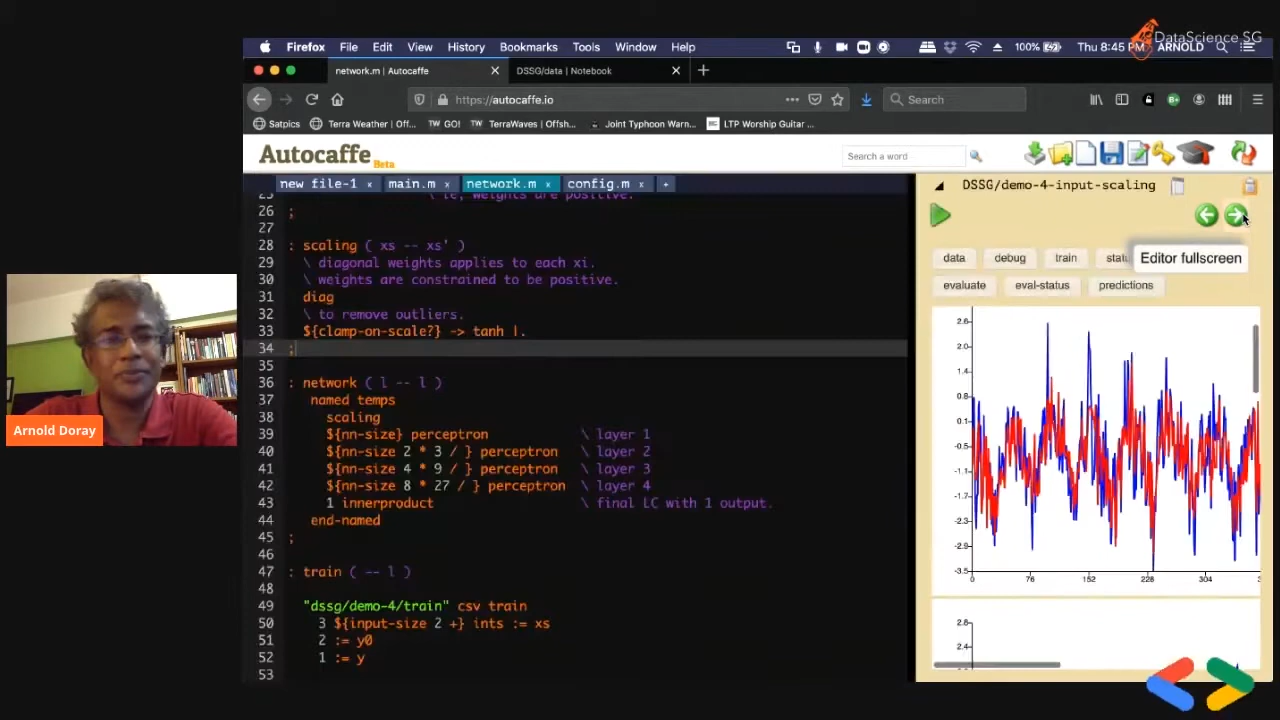 DataScience SG
Firefox File Edit View History Bookmarks Tools Window Help 100% Thu 8:45 PM ARNOLD
network.m | Autocaffe × DSSG/data | Notebook × +
https://autocaffe.io ••• Search
Satpics Terra Weather | Off... TW GO! TW TerraWaves | Offsh... Joint Typhoon Warn... LTP Worship Guitar ...
Autocaffe Beta Search a word
new file-1 × main.m × network.m × config.m × +
\ ie, weights are positive.
26 ;
27
28 : scaling ( xs -- xs' )
29 \ diagonal weights applies to each xi.
30 \ weights are constrained to be positive.
31 diag
32 \ to remove outliers.
33 ${clamp-on-scale?} -> tanh |.
34 ;
35
36 : network ( l -- l )
37 named temps
38 scaling
39 ${nn-size} perceptron \ layer 1
40 ${nn-size 2 * 3 / } perceptron \ layer 2
41 ${nn-size 4 * 9 / } perceptron \ layer 3
42 ${nn-size 8 * 27 / } perceptron \ layer 4
43 1 innerproduct \ final LC with 1 output.
44 end-named
45 ;
46
47 : train ( -- l )
48
49 "dssg/demo-4/train" csv train
50 3 ${input-size 2 +} ints := xs
51 2 := y0
52 1 := y
53
DSSG/demo-4-input-scaling
data debug train Editor fullscreen
evaluate eval-status predictions
2.6
2.0
1.4
0.8
0.1
-0.5
-1.1
-1.7
-2.3
-2.9
-3.5
0 76 152 228 304
2.8
2.4
Arnold Doray